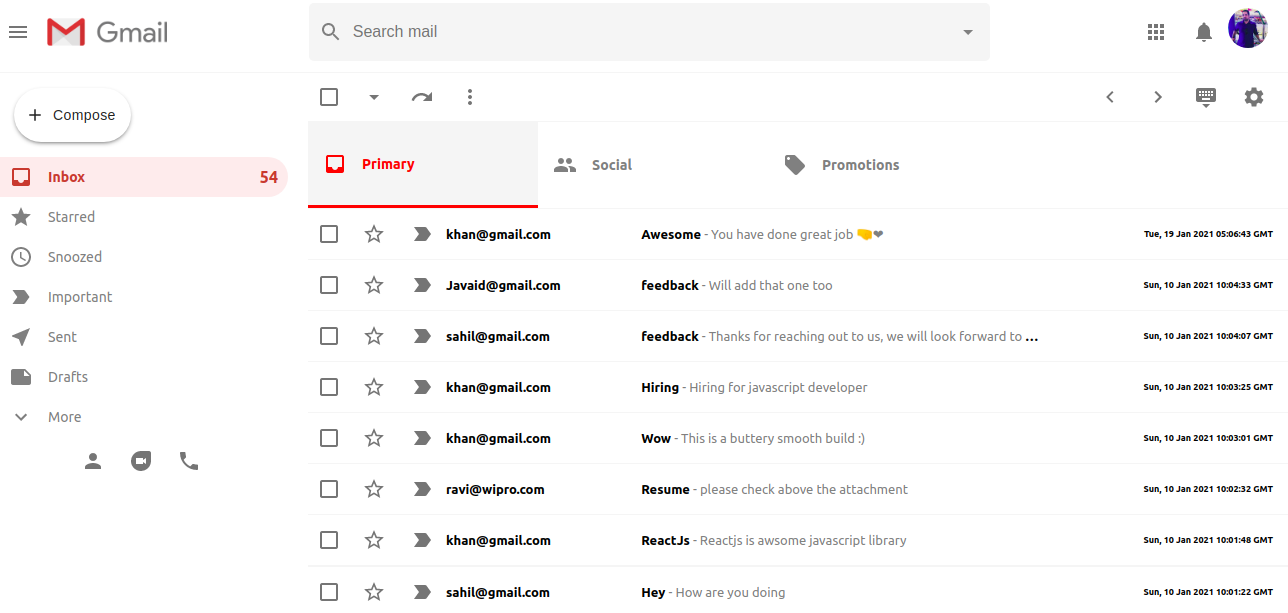 Gmail
Search mail
Compose
Inbox 54
Starred
Snoozed
Important
Sent
Drafts
More
Primary Social Promotions
khan@gmail.com Awesome - You have done great job 🤜❤ Tue, 19 Jan 2021 05:06:43 GMT
Javaid@gmail.com feedback - Will add that one too Sun, 10 Jan 2021 10:04:33 GMT
sahil@gmail.com feedback - Thanks for reaching out to us, we will look forward to ... Sun, 10 Jan 2021 10:04:07 GMT
khan@gmail.com Hiring - Hiring for javascript developer Sun, 10 Jan 2021 10:03:25 GMT
khan@gmail.com Wow - This is a buttery smooth build :) Sun, 10 Jan 2021 10:03:01 GMT
ravi@wipro.com Resume - please check above the attachment Sun, 10 Jan 2021 10:02:32 GMT
khan@gmail.com ReactJs - Reactjs is awsome javascript library Sun, 10 Jan 2021 10:01:48 GMT
sahil@gmail.com Hey - How are you doing Sun, 10 Jan 2021 10:01:22 GMT